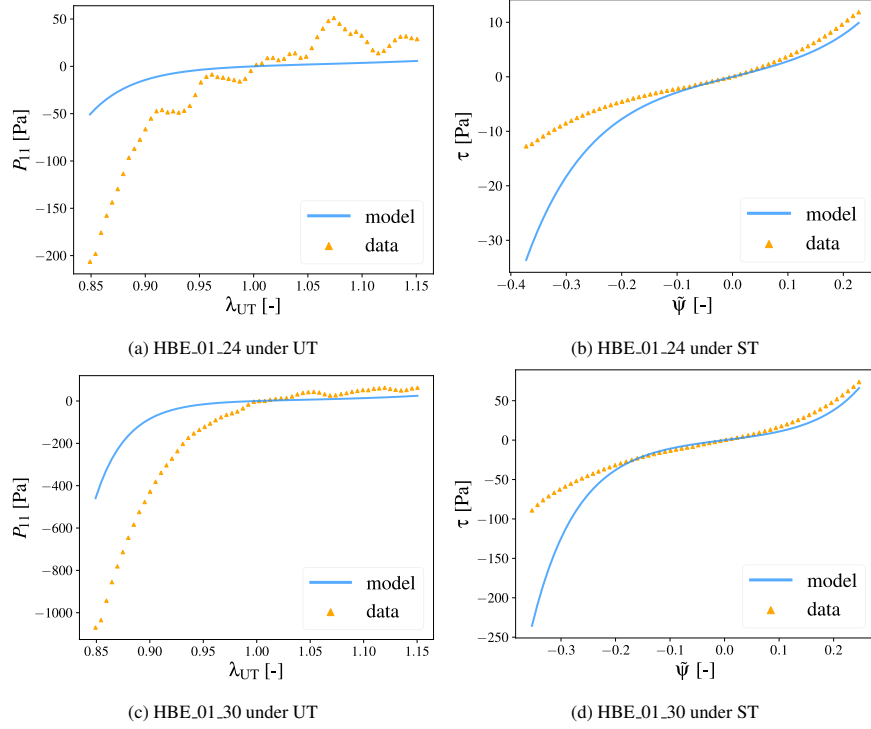 50
0
−50
−100
−150
−200
P₁₁ [Pa]
model
data
0.85 0.90 0.95 1.00 1.05 1.10 1.15
λ_UT [-]
(a) HBE_01_24 under UT
10
0
−10
−20
−30
τ [Pa]
model
data
−0.4 −0.3 −0.2 −0.1 0.0 0.1 0.2
ψ̃ [-]
(b) HBE_01_24 under ST
0
−200
−400
−600
−800
−1000
P₁₁ [Pa]
model
data
0.85 0.90 0.95 1.00 1.05 1.10 1.15
λ_UT [-]
(c) HBE_01_30 under UT
50
0
−50
−100
−150
−200
−250
τ [Pa]
model
data
−0.3 −0.2 −0.1 0.0 0.1 0.2
ψ̃ [-]
(d) HBE_01_30 under ST